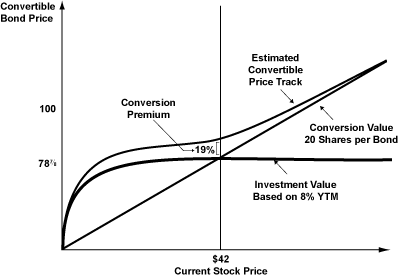 Convertible
Bond Price
Estimated
Convertible
Price Track
Conversion
Premium
100
19%
Conversion Value
20 Shares per Bond
78⅞
Investment Value
Based on 8% YTM
$42
Current Stock Price